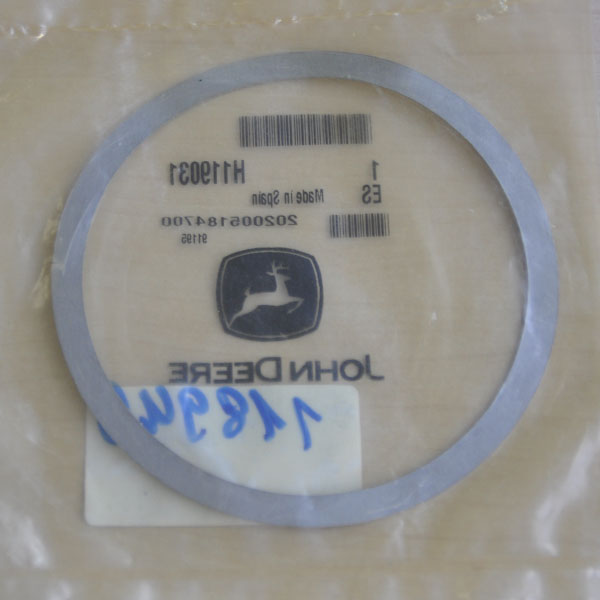 H119031 1
Made in Spain ES
202005184700
91195
JOHN DEERE